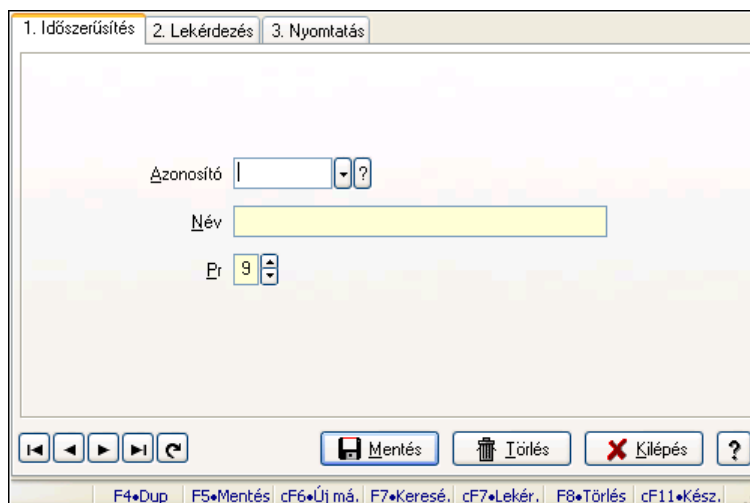 1. Időszerűsítés 2. Lekérdezés 3. Nyomtatás
Azonosító ?
Név
Pr 9
Mentés Törlés Kilépés ?
F4•Dup F5•Mentés cF6•Új má. F7•Keresé. cF7•Lekér. F8•Törlés cF11•Kész.